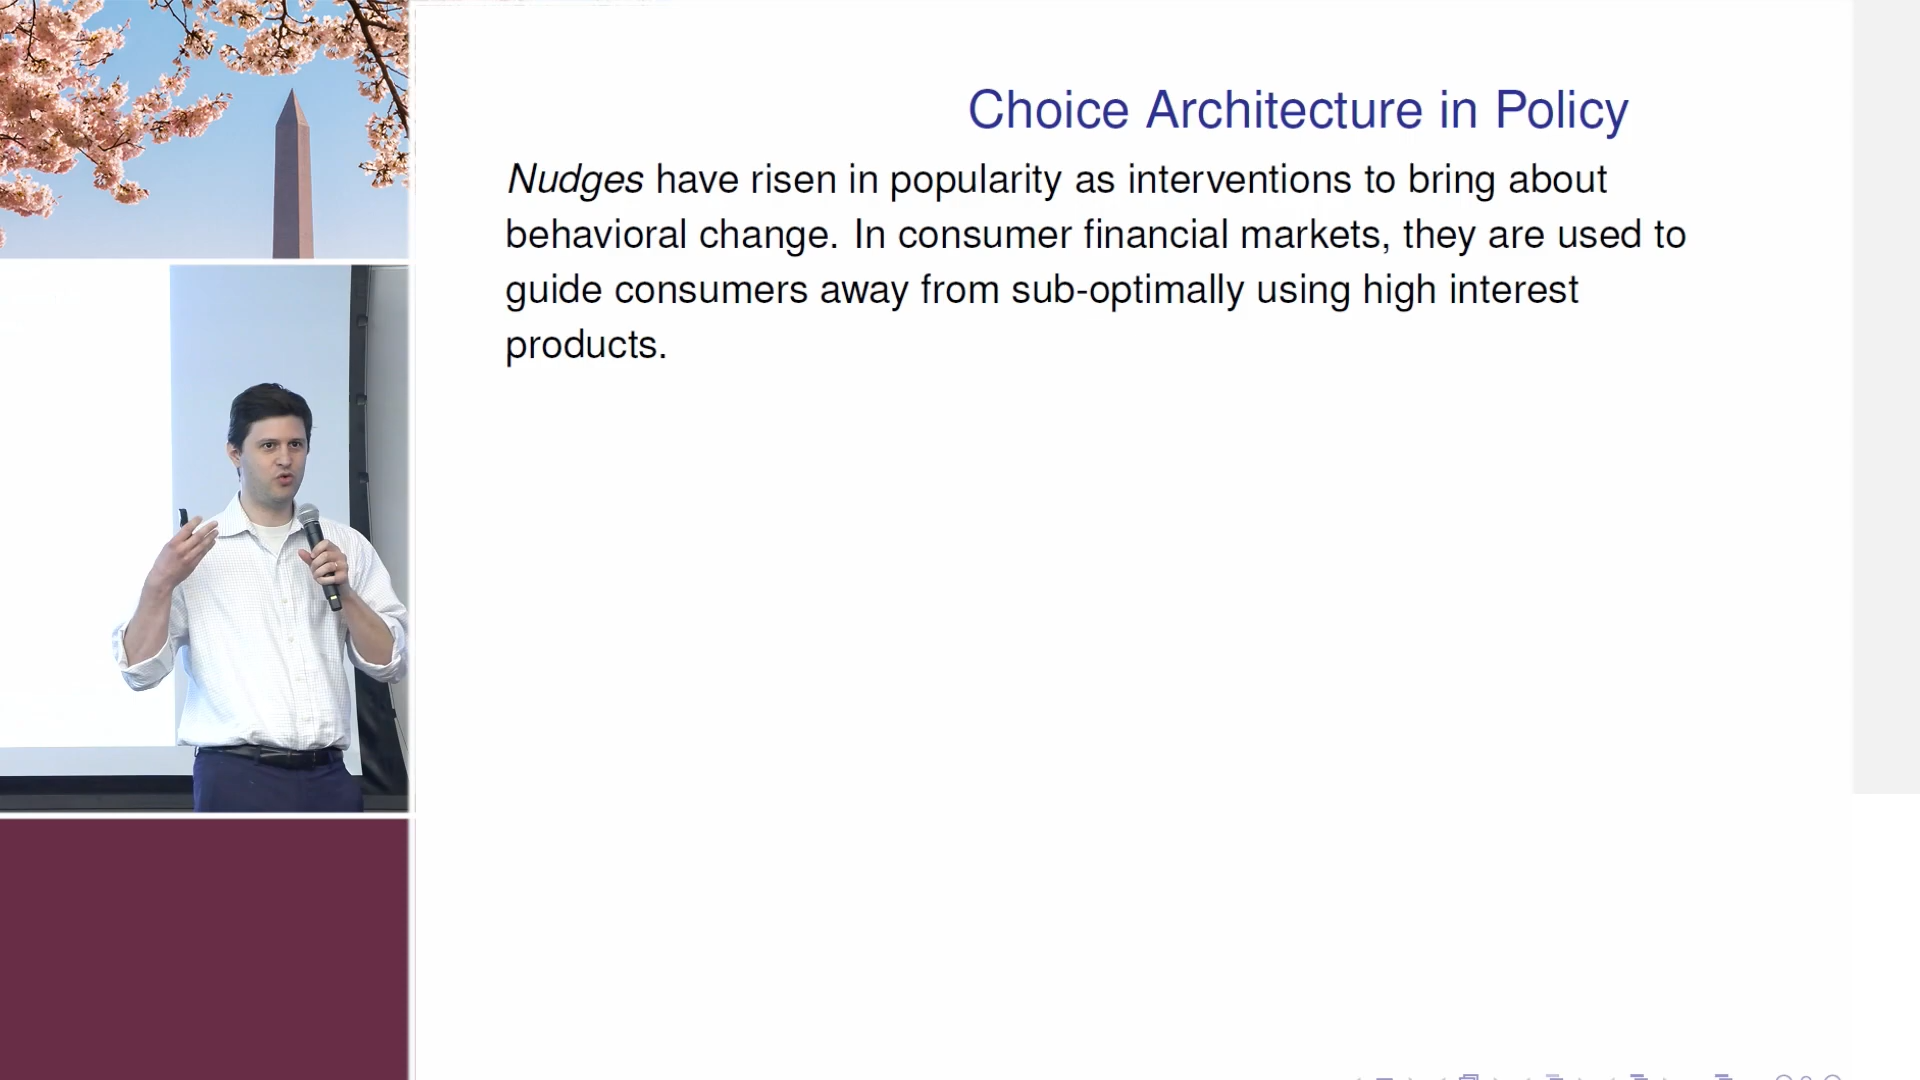 Choice Architecture in Policy
Nudges have risen in popularity as interventions to bring about
behavioral change. In consumer financial markets, they are used to
guide consumers away from sub-optimally using high interest
products.